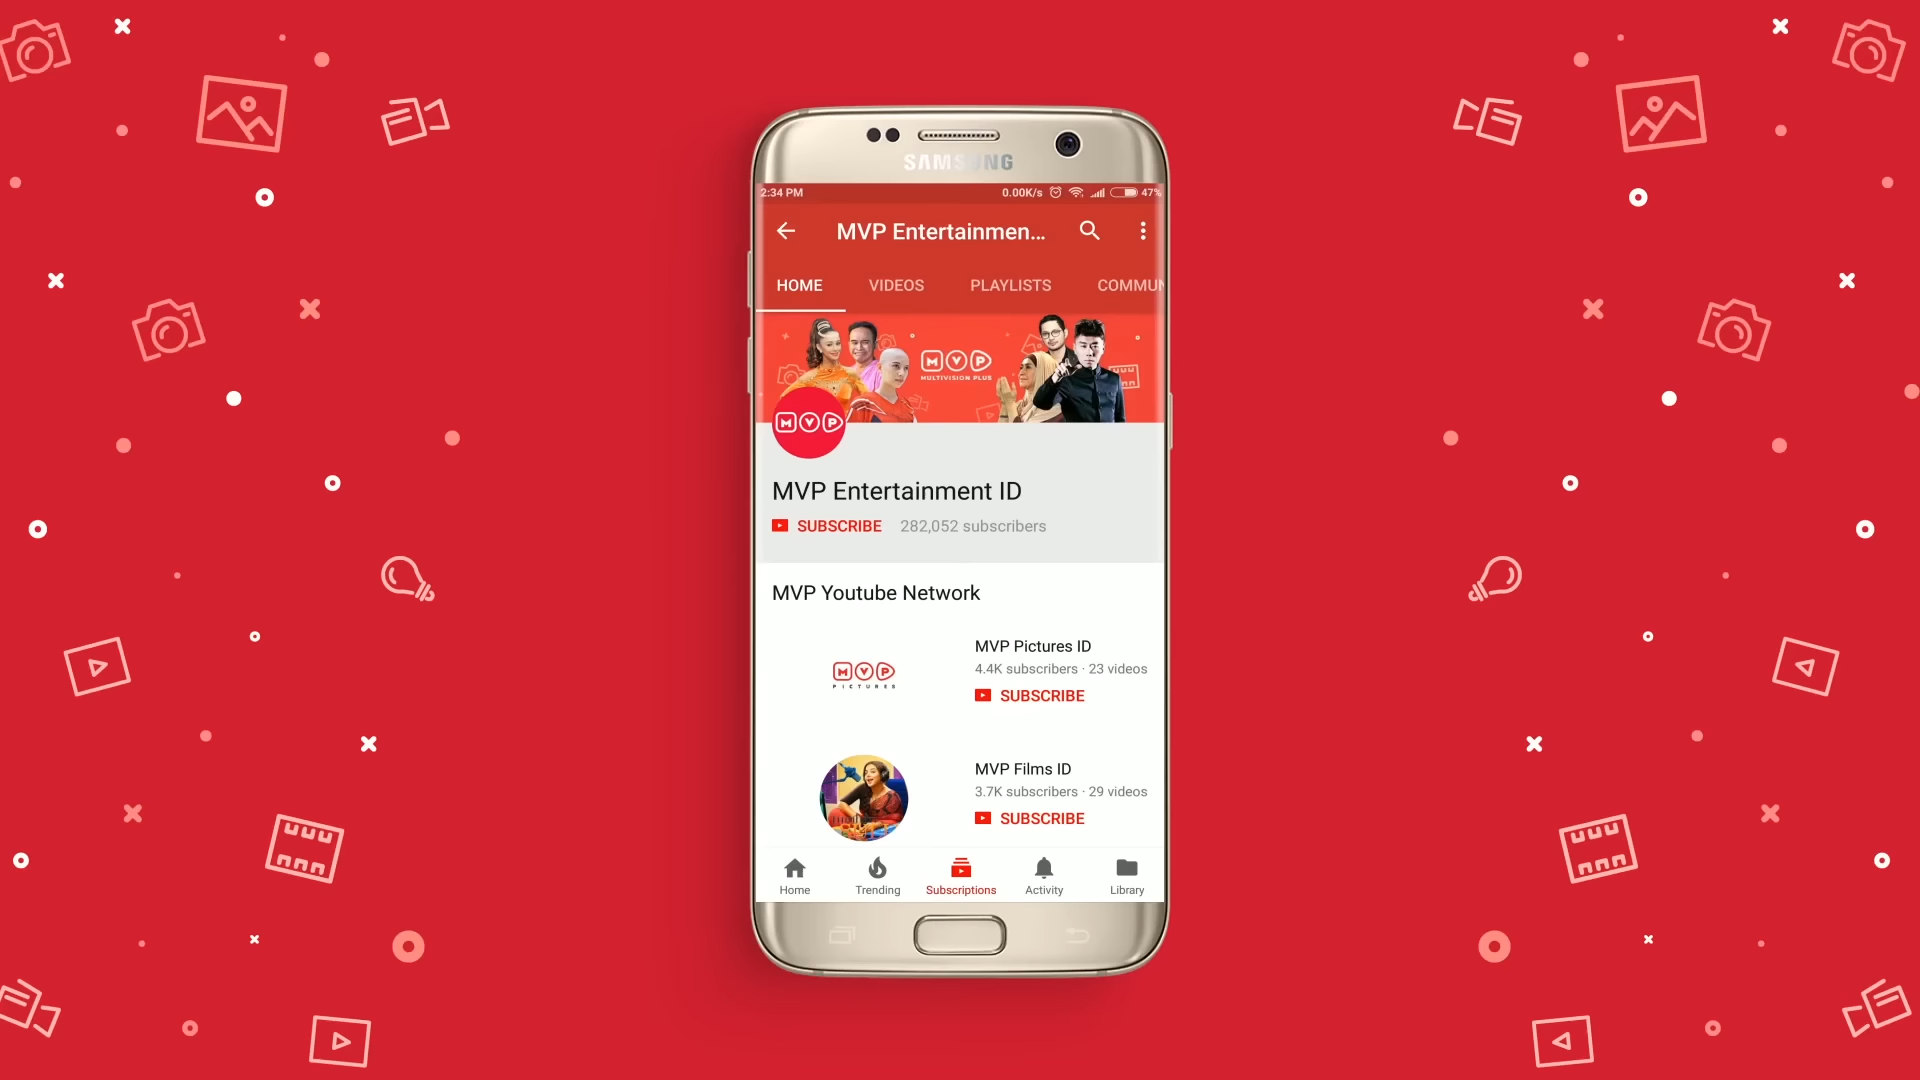 SAMSUNG
2:34 PM 0.00K/s 47%
MVP Entertainmen...
HOME VIDEOS PLAYLISTS COMMUN
MVP
MULTIVISION PLUS
MVP
MVP Entertainment ID
SUBSCRIBE 282,052 subscribers
MVP Youtube Network
MVP Pictures ID
4.4K subscribers · 23 videos
MVP
PICTURES
SUBSCRIBE
MVP Films ID
3.7K subscribers · 29 videos
SUBSCRIBE
Home Trending Subscriptions Activity Library